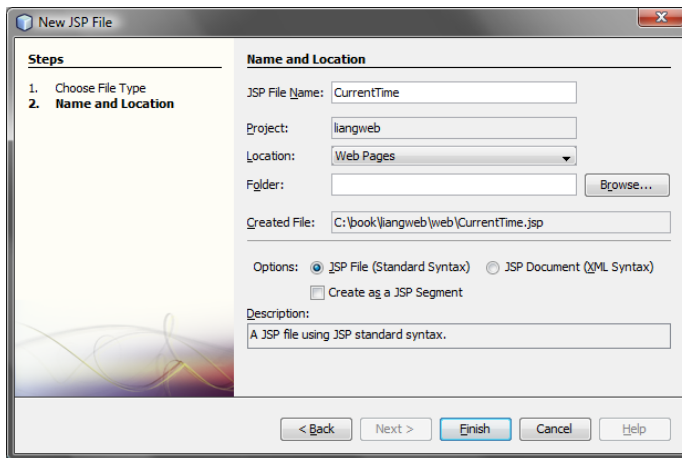 New JSP File
Steps
1. Choose File Type
2. Name and Location
Name and Location
JSP File Name: CurrentTime
Project: liangweb
Location: Web Pages
Folder: Browse...
Created File: C:\book\liangweb\web\CurrentTime.jsp
Options: JSP File (Standard Syntax) JSP Document (XML Syntax)
Create as a JSP Segment
Description:
A JSP file using JSP standard syntax.
< Back Next > Finish Cancel Help